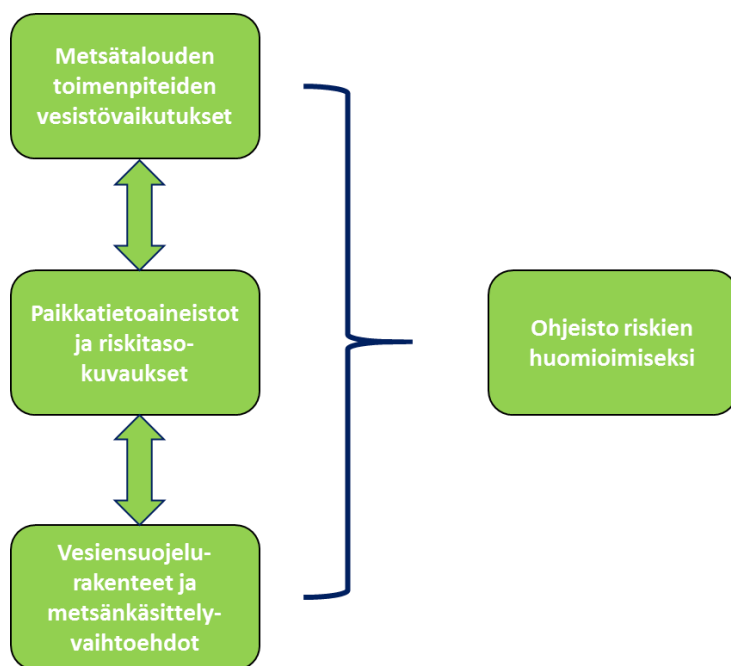 Metsätalouden
toimenpiteiden
vesistövaikutukset
Paikkatietoaineistot
ja riskitaso-
kuvaukset
Vesiensuojelu-
rakenteet ja
metsänkäsittely-
vaihtoehdot
Ohjeisto riskien
huomioimiseksi